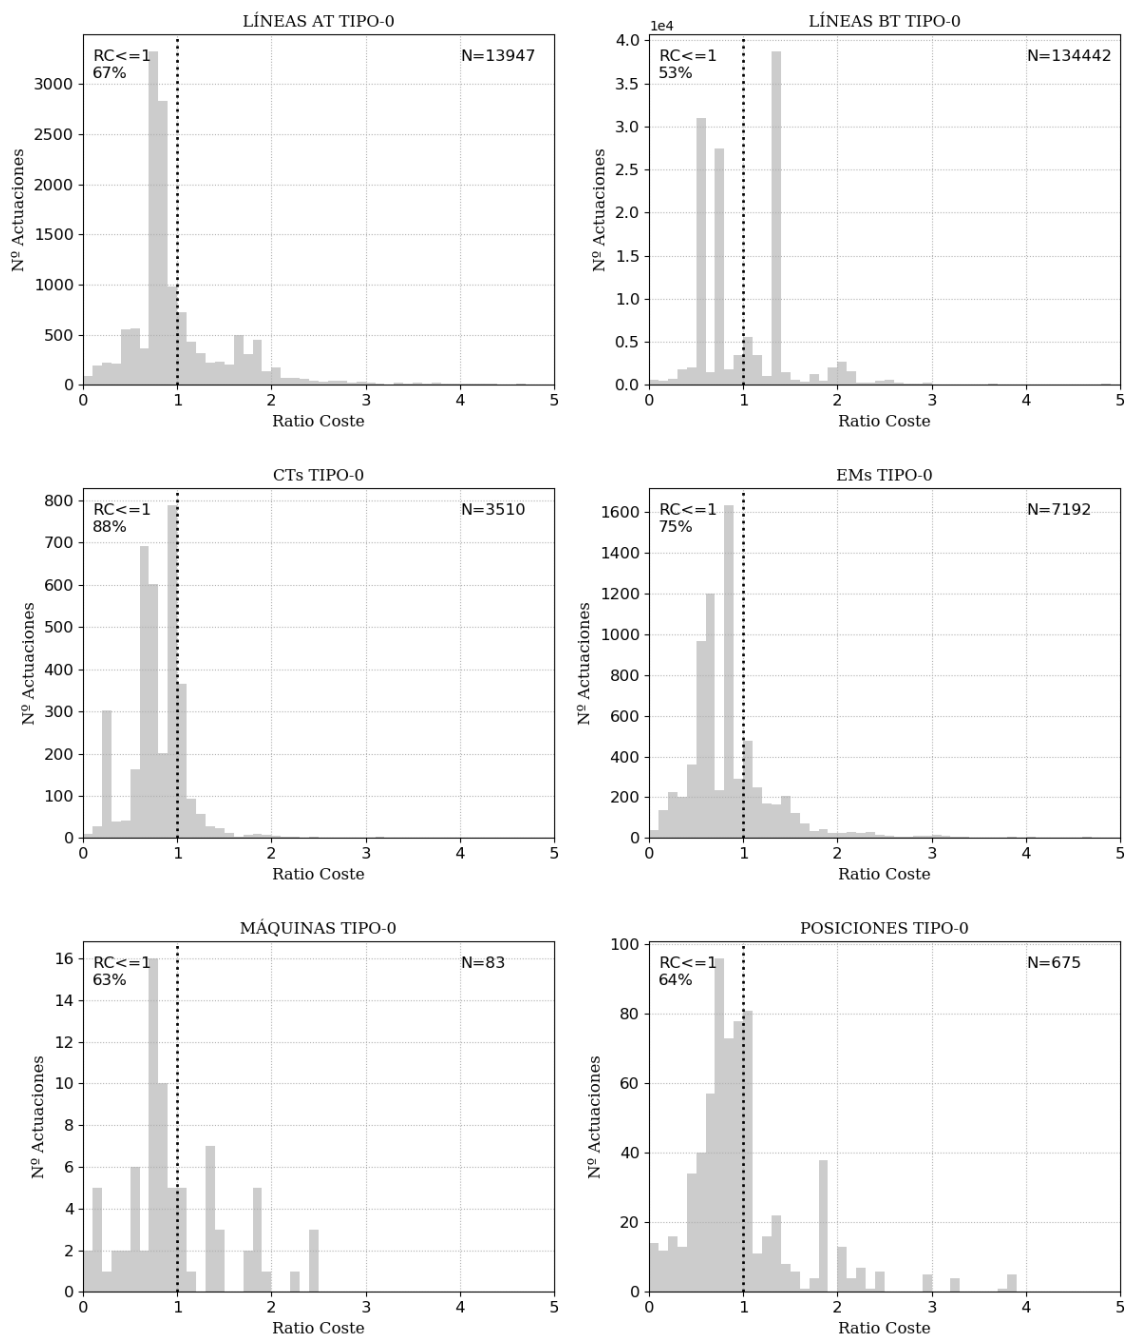 LÍNEAS AT TIPO-0
RC<=1
67%
N=13947
3000
2500
2000
1500
1000
500
0
Nº Actuaciones
0 1 2 3 4 5
Ratio Coste
LÍNEAS BT TIPO-0
1e4
RC<=1
53%
N=134442
4.0
3.5
3.0
2.5
2.0
1.5
1.0
0.5
0.0
Nº Actuaciones
0 1 2 3 4 5
Ratio Coste
CTs TIPO-0
RC<=1
88%
N=3510
800
700
600
500
400
300
200
100
0
Nº Actuaciones
0 1 2 3 4 5
Ratio Coste
EMs TIPO-0
RC<=1
75%
N=7192
1600
1400
1200
1000
800
600
400
200
0
Nº Actuaciones
0 1 2 3 4 5
Ratio Coste
MÁQUINAS TIPO-0
RC<=1
63%
N=83
16
14
12
10
8
6
4
2
0
Nº Actuaciones
0 1 2 3 4 5
Ratio Coste
POSICIONES TIPO-0
RC<=1
64%
N=675
100
80
60
40
20
0
Nº Actuaciones
0 1 2 3 4 5
Ratio Coste